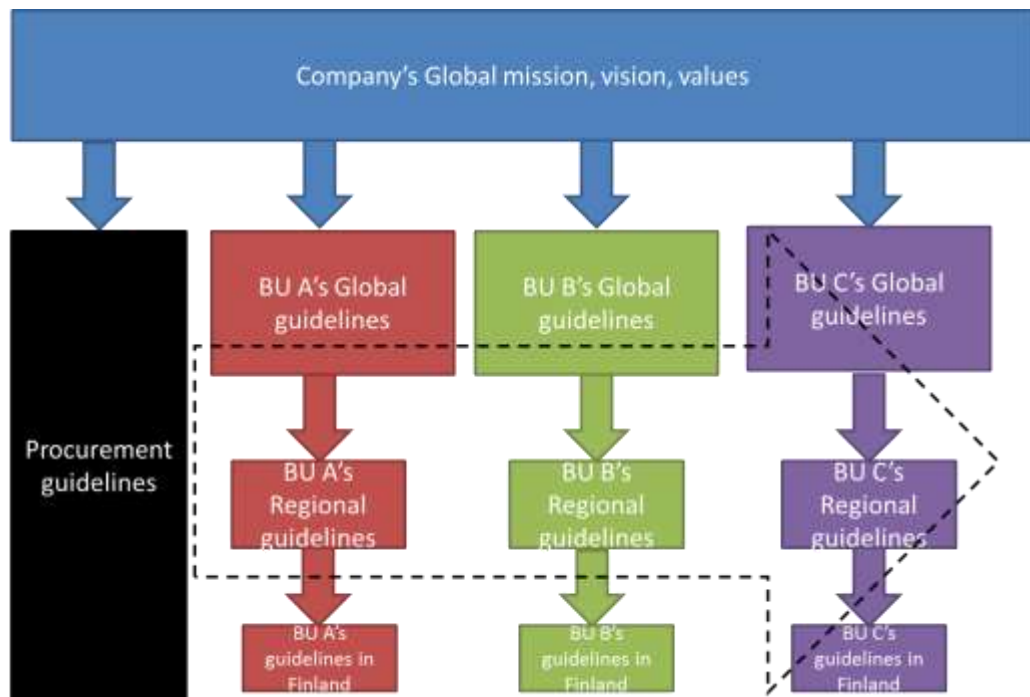 Company's Global mission, vision, values
BU A's Global
guidelines
BU B's Global
guidelines
BU C's Global
guidelines
Procurement
guidelines
BU A's
Regional
guidelines
BU B's
Regional
guidelines
BU C's
Regional
guidelines
BU A's
guidelines in
Finland
BU B's
guidelines in
Finland
BU C's
guidelines in
Finland